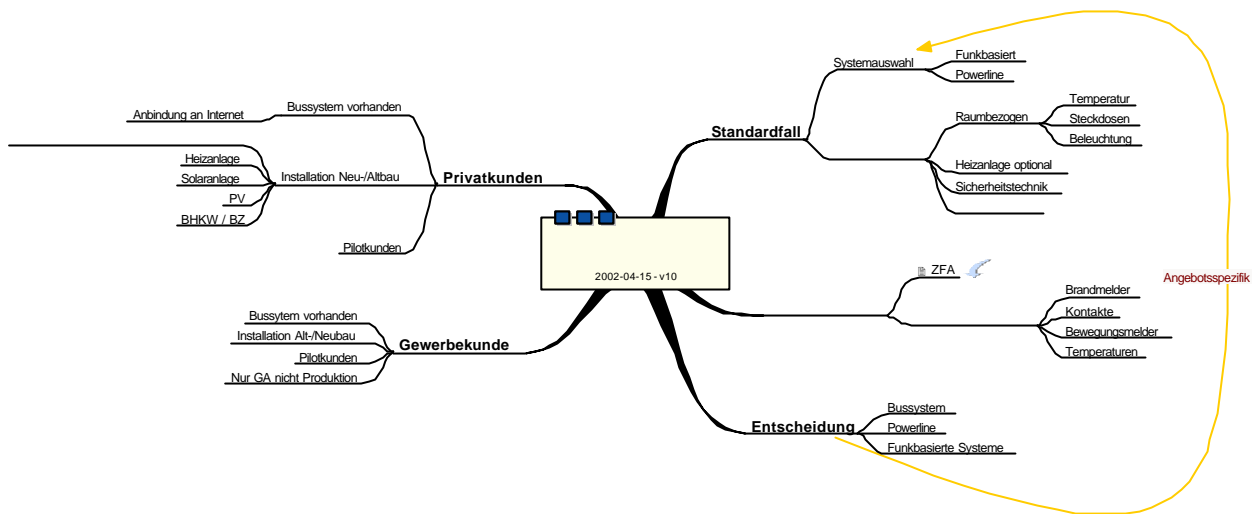 Privatkunden
Bussystem vorhanden
Anbindung an Internet
Installation Neu-/Altbau
Heizanlage
Solaranlage
PV
BHKW / BZ
Pilotkunden
Gewerbekunde
Bussytem vorhanden
Installation Alt-/Neubau
Pilotkunden
Nur GA nicht Produktion
2002-04-15 - v10
Standardfall
Systemauswahl
Funkbasiert
Powerline
Raumbezogen
Temperatur
Steckdosen
Beleuchtung
Heizanlage optional
Sicherheitstechnik
ZFA
Brandmelder
Kontakte
Bewegungsmelder
Temperaturen
Entscheidung
Bussystem
Powerline
Funkbasierte Systeme
Angebotsspezifik